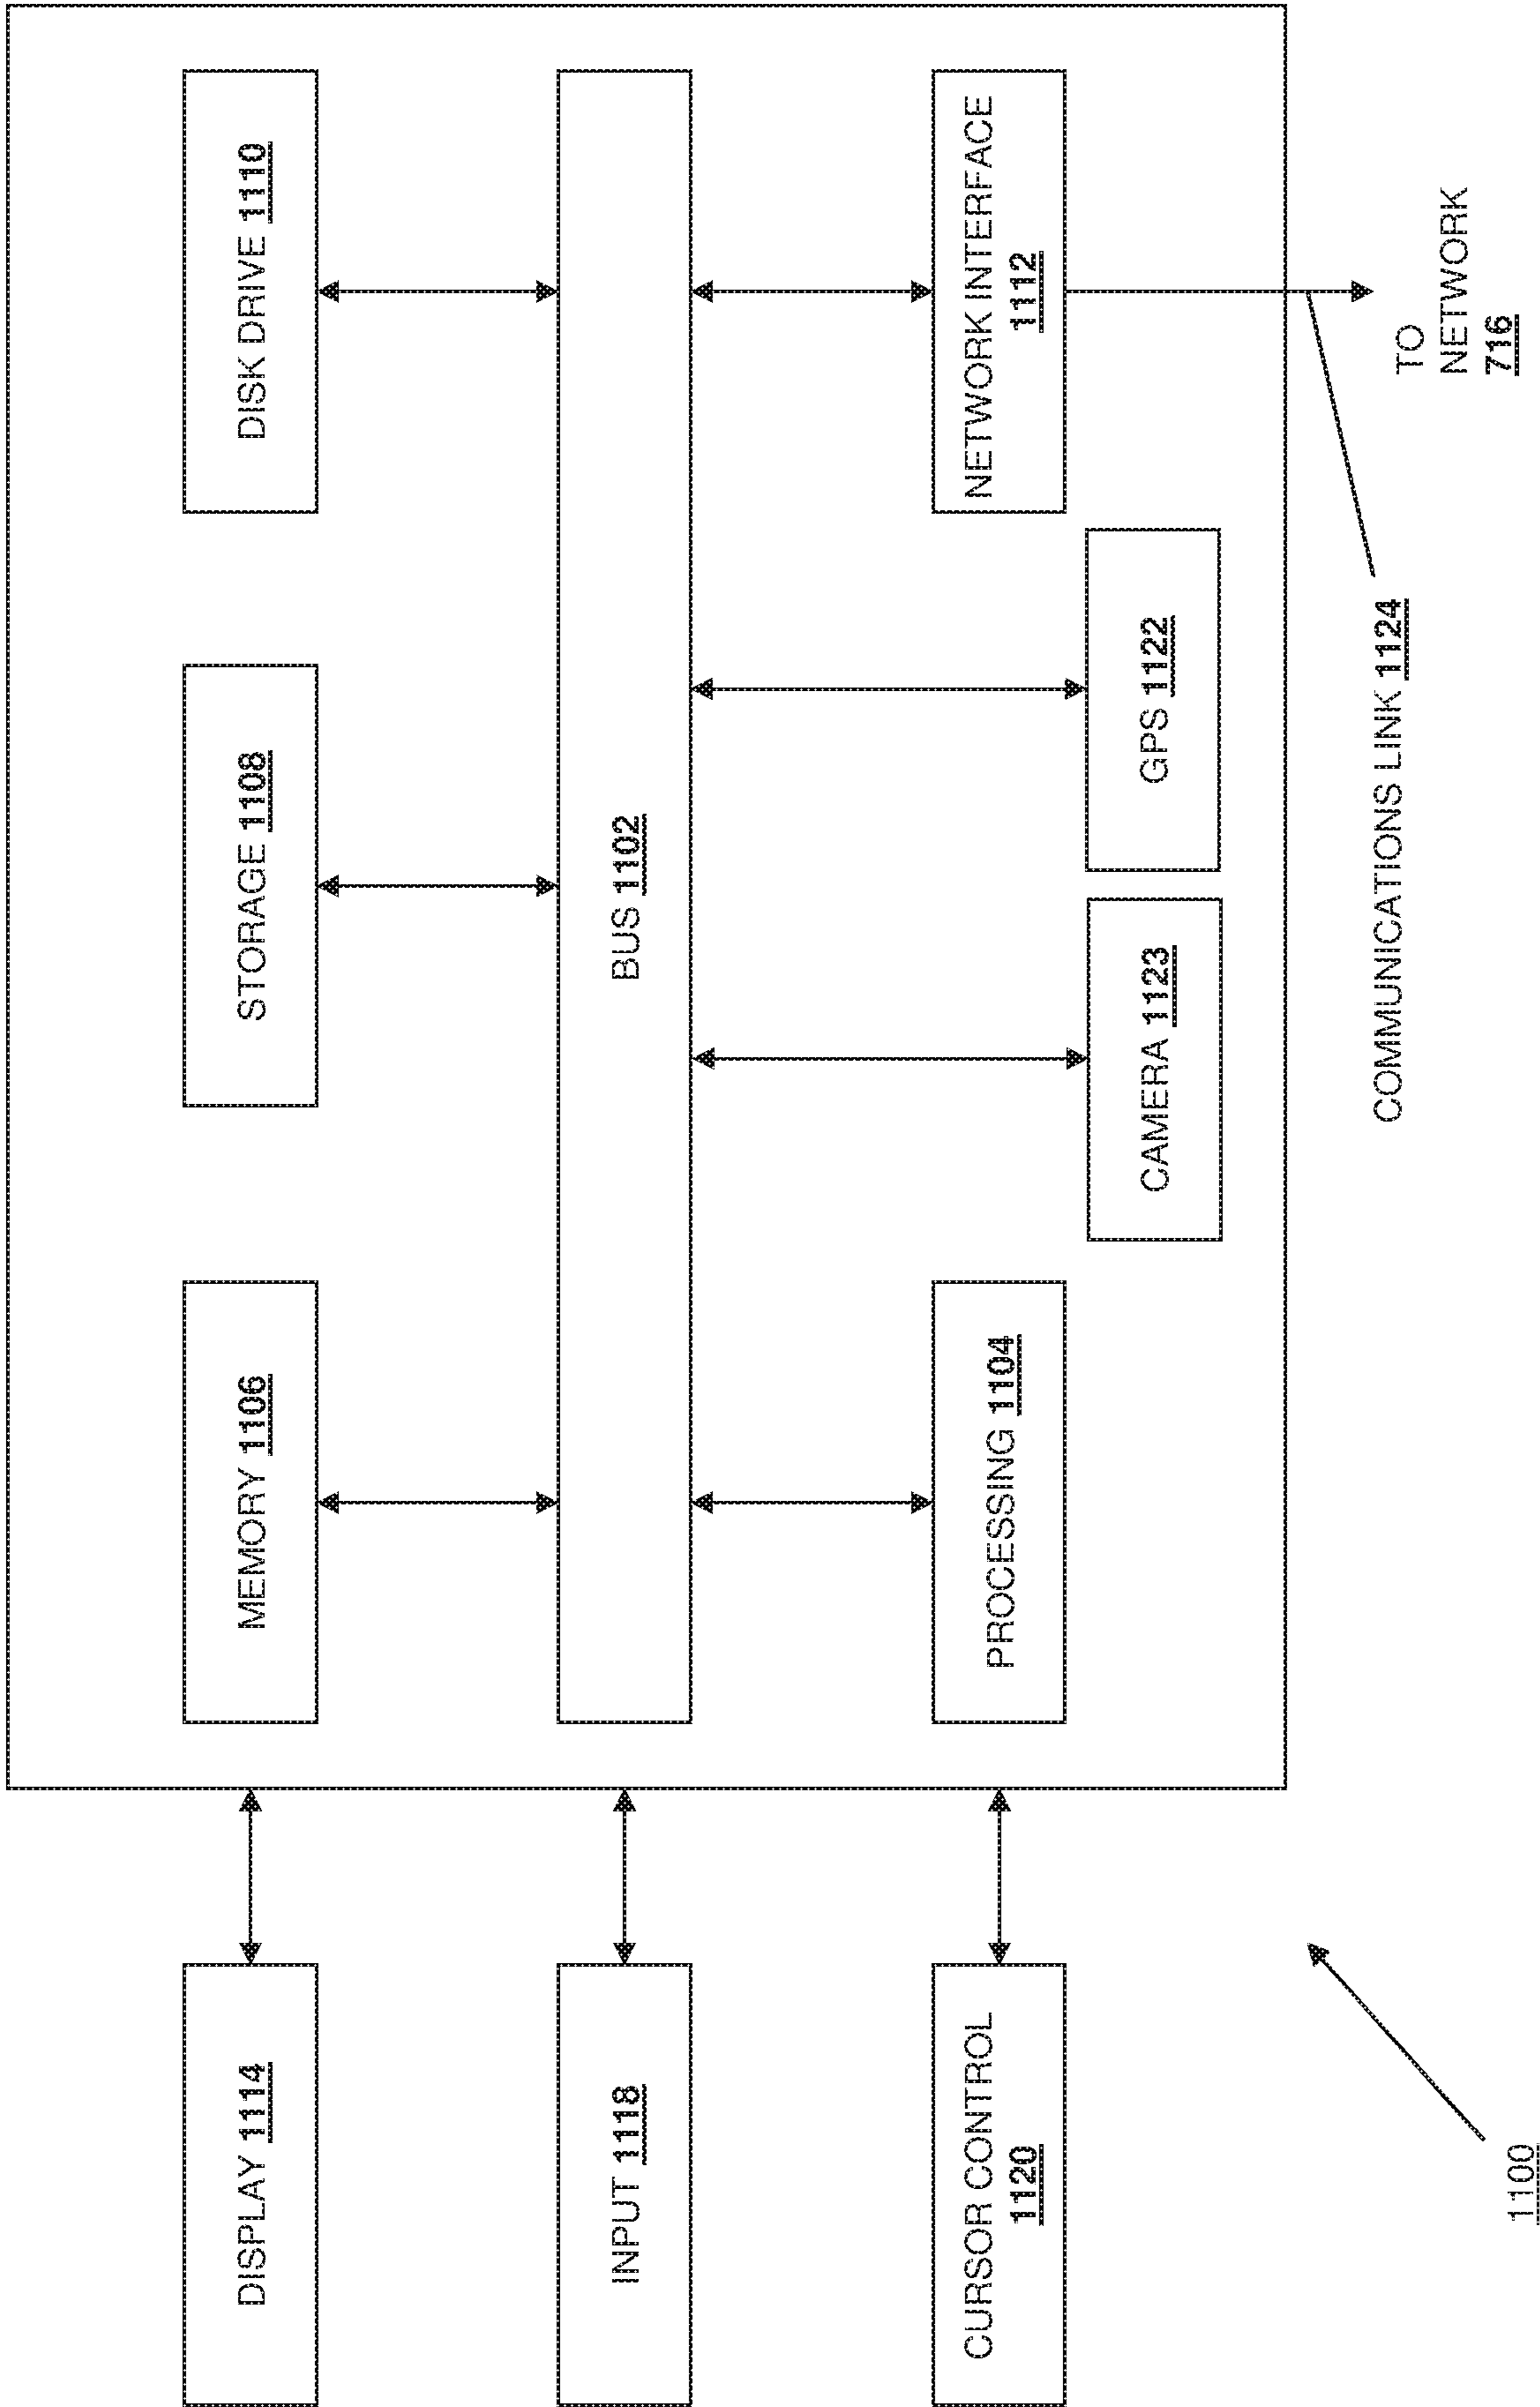 DISPLAY 1114
MEMORY 1106
STORAGE 1108
DISK DRIVE 1110
INPUT 1118
BUS 1102
CURSOR CONTROL
1120
PROCESSING 1104
NETWORK INTERFACE
1112
CAMERA 1123
GPS 1122
COMMUNICATIONS LINK 1124
TO
NETWORK
716
1100